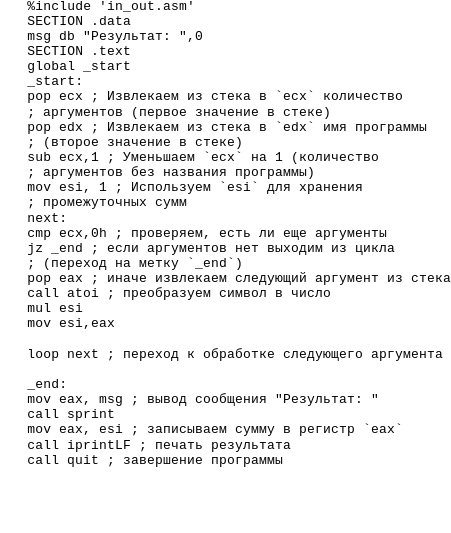 %include 'in_out.asm'
SECTION .data
msg db "Результат: ",0
SECTION .text
global _start
_start:
pop ecx ; Извлекаем из стека в `ecx` количество
; аргументов (первое значение в стеке)
pop edx ; Извлекаем из стека в `edx` имя программы
; (второе значение в стеке)
sub ecx,1 ; Уменьшаем `ecx` на 1 (количество
; аргументов без названия программы)
mov esi, 1 ; Используем `esi` для хранения
; промежуточных сумм
next:
cmp ecx,0h ; проверяем, есть ли еще аргументы
jz _end ; если аргументов нет выходим из цикла
; (переход на метку `_end`)
pop eax ; иначе извлекаем следующий аргумент из стека
call atoi ; преобразуем символ в число
mul esi
mov esi,eax
loop next ; переход к обработке следующего аргумента
_end:
mov eax, msg ; вывод сообщения "Результат: "
call sprint
mov eax, esi ; записываем сумму в регистр `eax`
call iprintLF ; печать результата
call quit ; завершение программы